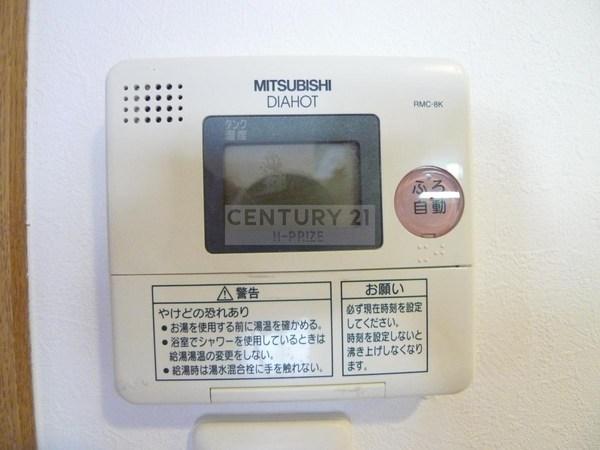 MITSUBISHI
DIAHOT
RMC-8K
タンク
温度
CENTURY 21
H-PRIZE
ふろ
自動
⚠警告
やけどの恐れあり
●お湯を使用する前に湯温を確かめる。
●浴室でシャワーを使用しているときは
給湯湯温の変更をしない。
●給湯時は湯水混合栓に手を触れない。
お願い
必ず現在時刻を設定
してください。
時刻を設定しないと
沸き上げしなくなり
ます。